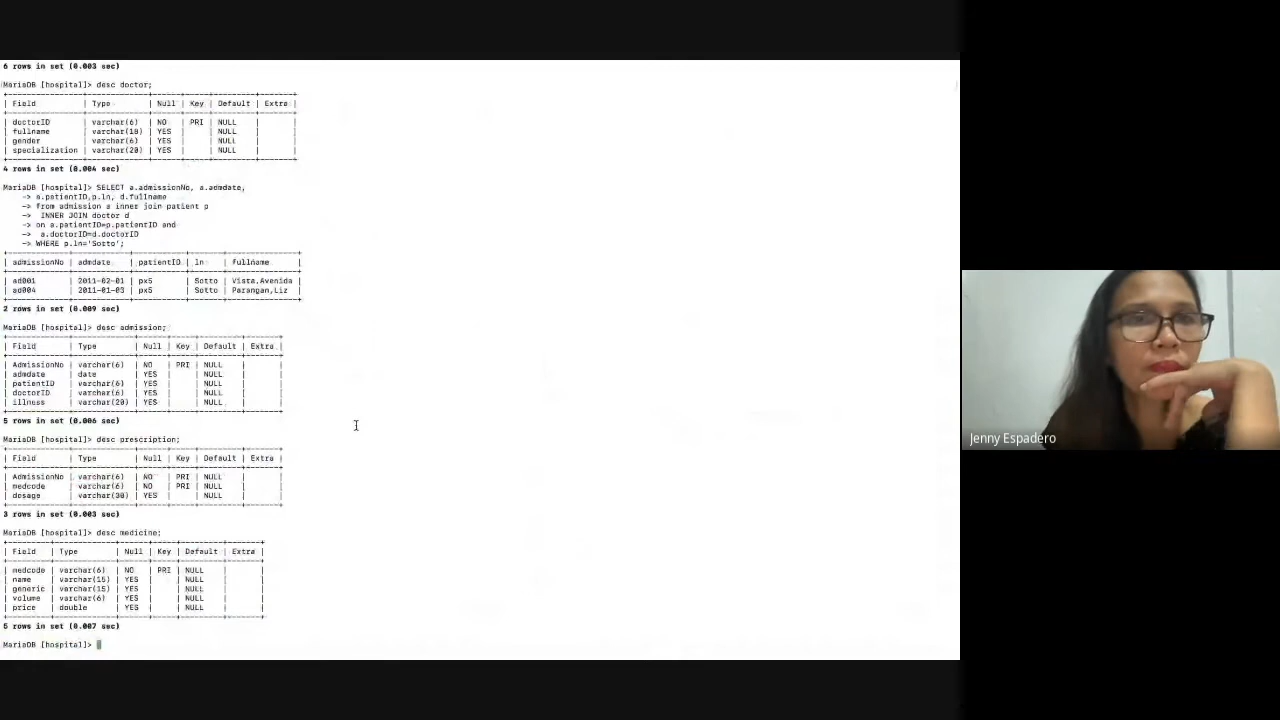 6 rows in set (0.003 sec)
MariaDB [hospital]> desc doctor;
+----------------+-------------+------+-----+---------+-------+
| Field          | Type        | Null | Key | Default | Extra |
+----------------+-------------+------+-----+---------+-------+
| doctorID       | varchar(6)  | NO   | PRI | NULL    |       |
| fullname       | varchar(18) | YES  |     | NULL    |       |
| gender         | varchar(6)  | YES  |     | NULL    |       |
| specialization | varchar(20) | YES  |     | NULL    |       |
+----------------+-------------+------+-----+---------+-------+
4 rows in set (0.004 sec)
MariaDB [hospital]> SELECT a.admissionNo, a.admdate,
-> a.patientID,p.ln, d.fullname
-> from admission a inner join patient p
-> INNER JOIN doctor d
-> on a.patientID=p.patientID and
-> a.doctorID=d.doctorID
-> WHERE p.ln='Sotto';
+-------------+------------+-----------+-------+---------------+
| admissionNo | admdate    | patientID | ln    | fullname      |
+-------------+------------+-----------+-------+---------------+
| ad001       | 2011-02-01 | px5       | Sotto | Vista,Avenida |
| ad004       | 2011-01-03 | px5       | Sotto | Parangan,Liz  |
+-------------+------------+-----------+-------+---------------+
2 rows in set (0.009 sec)
MariaDB [hospital]> desc admission;
+-------------+-------------+------+-----+---------+-------+
| Field       | Type        | Null | Key | Default | Extra |
+-------------+-------------+------+-----+---------+-------+
| AdmissionNo | varchar(6)  | NO   | PRI | NULL    |       |
| admdate     | date        | YES  |     | NULL    |       |
| patientID   | varchar(6)  | YES  |     | NULL    |       |
| doctorID    | varchar(6)  | YES  |     | NULL    |       |
| illness     | varchar(20) | YES  |     | NULL    |       |
+-------------+-------------+------+-----+---------+-------+
5 rows in set (0.006 sec)
MariaDB [hospital]> desc prescription;
+-------------+-------------+------+-----+---------+-------+
| Field       | Type        | Null | Key | Default | Extra |
+-------------+-------------+------+-----+---------+-------+
| AdmissionNo | varchar(6)  | NO   | PRI | NULL    |       |
| medcode     | varchar(6)  | NO   | PRI | NULL    |       |
| dosage      | varchar(30) | YES  |     | NULL    |       |
+-------------+-------------+------+-----+---------+-------+
3 rows in set (0.003 sec)
MariaDB [hospital]> desc medicine;
+---------+-------------+------+-----+---------+-------+
| Field   | Type        | Null | Key | Default | Extra |
+---------+-------------+------+-----+---------+-------+
| medcode | varchar(6)  | NO   | PRI | NULL    |       |
| name    | varchar(15) | YES  |     | NULL    |       |
| generic | varchar(15) | YES  |     | NULL    |       |
| volume  | varchar(6)  | YES  |     | NULL    |       |
| price   | double      | YES  |     | NULL    |       |
+---------+-------------+------+-----+---------+-------+
5 rows in set (0.007 sec)
MariaDB [hospital]>
Jenny Espadero